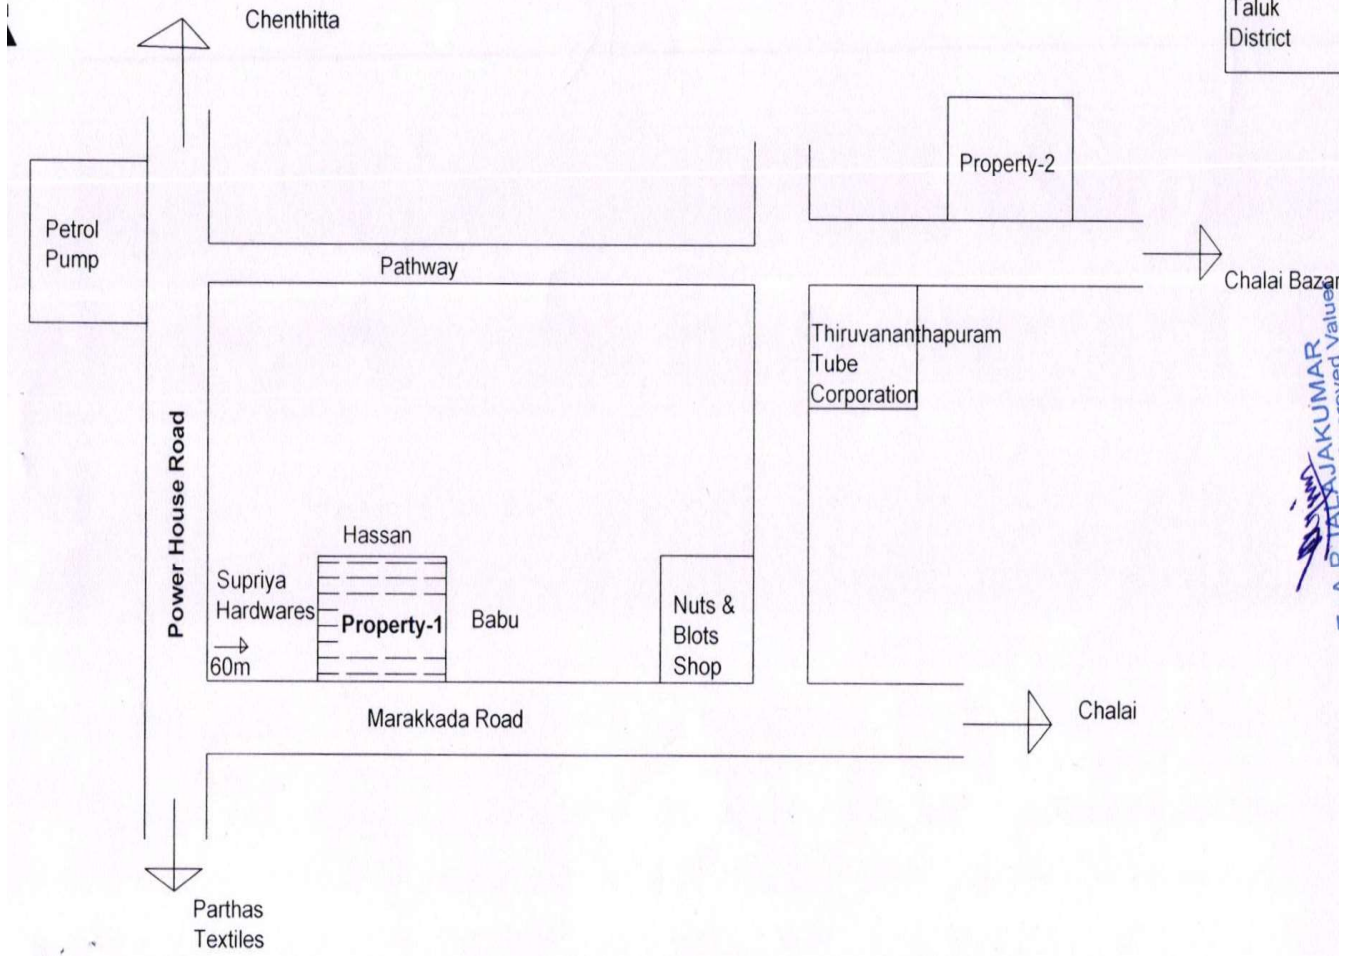 Chenthitta
Taluk
District
Property-2
Petrol
Pump
Pathway
Chalai Bazar
Thiruvananthapuram
Tube
Corporation
Power House Road
Hassan
Supriya
Hardwares
Property-1
Babu
60m
Nuts &
Blots
Shop
Marakkada Road
Chalai
Parthas
Textiles